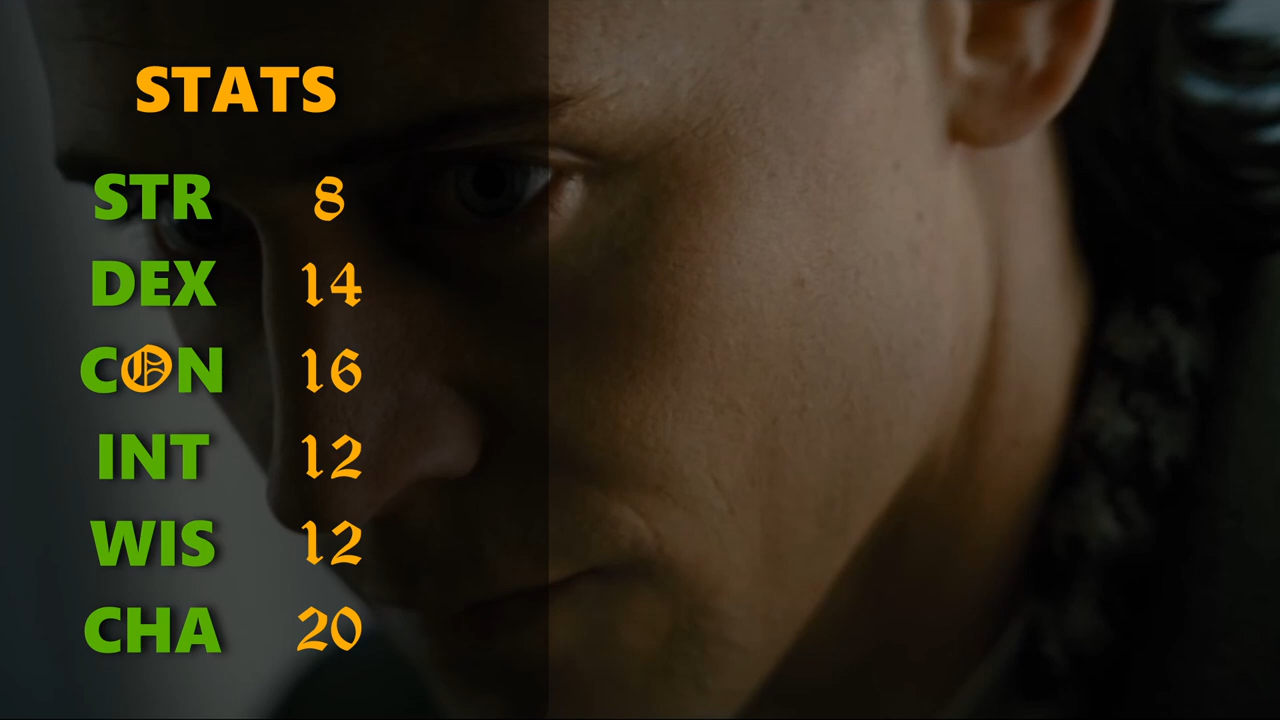 STATS
STR 8
DEX 14
CON 16
INT 12
WIS 12
CHA 20